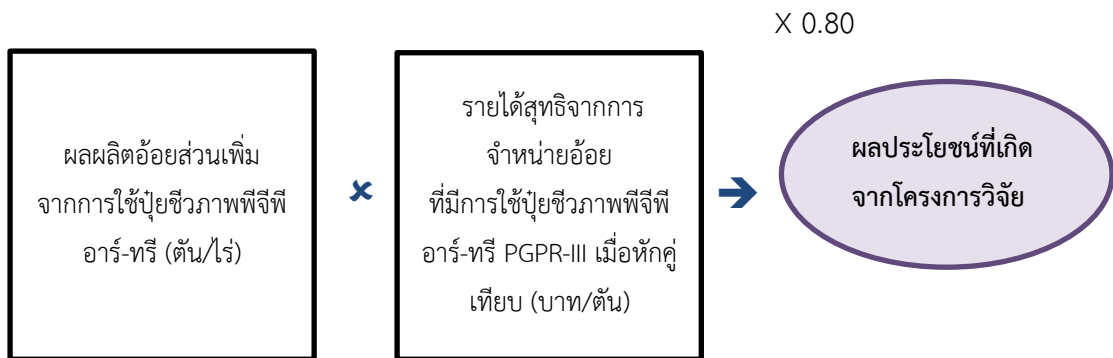 X 0.80
ผลผลิตอ้อยส่วนเพิ่ม
จากการใช้ปุ๋ยชีวภาพพีจีพี
อาร์-ทรี (ตัน/ไร่)
×
รายได้สุทธิจากการ
จำหน่ายอ้อย
ที่มีการใช้ปุ๋ยชีวภาพพีจีพี
อาร์-ทรี PGPR-III เมื่อหักคู่
เทียบ (บาท/ตัน)
➔
ผลประโยชน์ที่เกิด
จากโครงการวิจัย